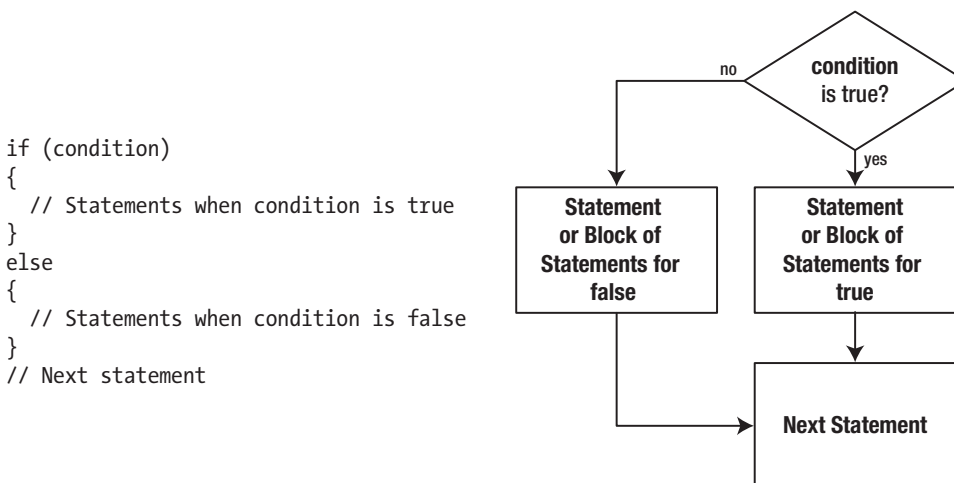 if (condition)
{
  // Statements when condition is true
}
else
{
  // Statements when condition is false
}
// Next statement
condition
is true?
no
yes
Statement
or Block of
Statements for
false
Statement
or Block of
Statements for
true
Next Statement